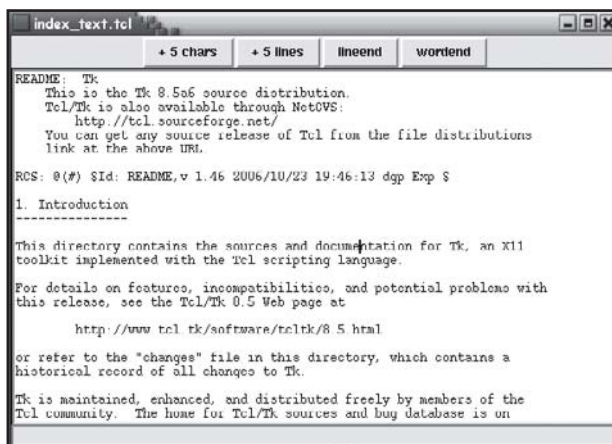 index_text.tcl
+ 5 chars + 5 lines lineend wordend
README: Tk
This is the Tk 8.5a6 source distribution.
Tcl/Tk is also available through NetCVS:
http://tcl.sourceforge.net/
You can get any source release of Tcl from the file distributions
link at the above URL
RCS: @(#) $Id: README,v 1.46 2006/10/23 19:46:13 dgp Exp $
1. Introduction
---------------
This directory contains the sources and documentation for Tk, an X11
toolkit implemented with the Tcl scripting language.
For details on features, incompatibilities, and potential problems with
this release, see the Tcl/Tk 8.5 Web page at
http://www.tcl.tk/software/tcltk/8.5.html
or refer to the "changes" file in this directory, which contains a
historical record of all changes to Tk.
Tk is maintained, enhanced, and distributed freely by members of the
Tcl community. The home for Tcl/Tk sources and bug database is on